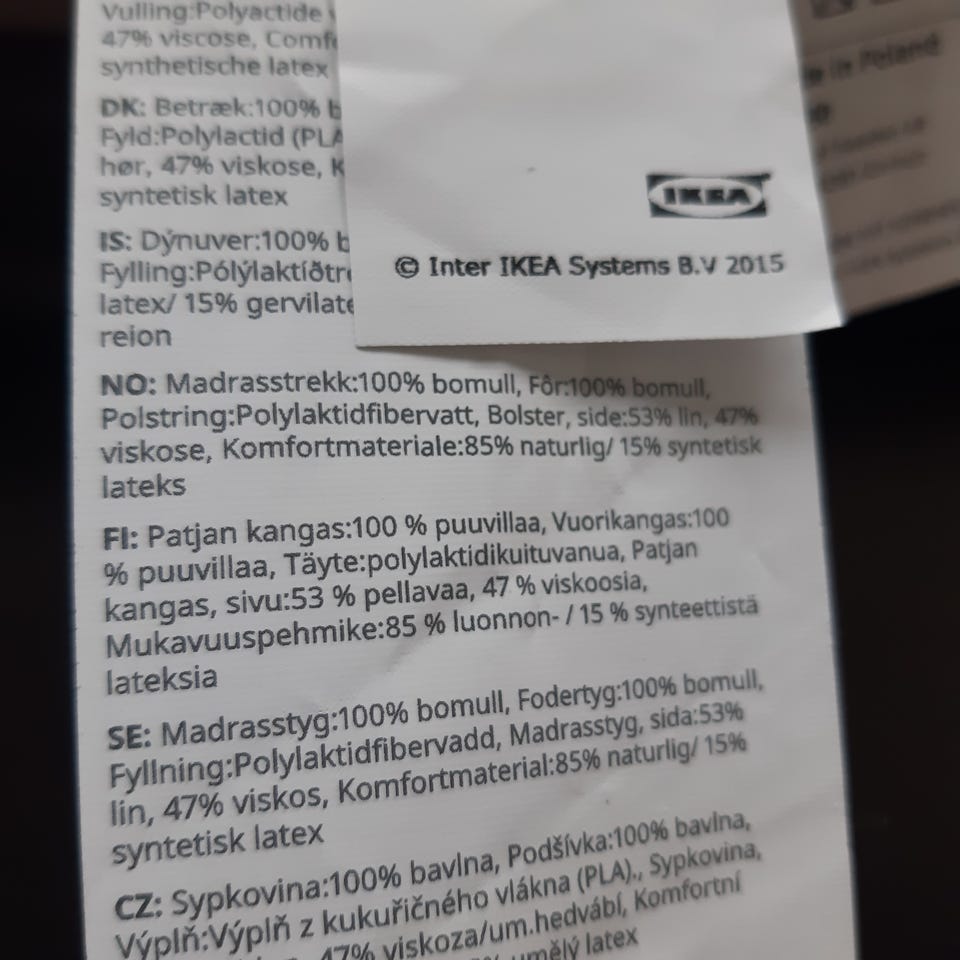 Vulling:Polyactide
47% viscose, Comf
synthetische latex
DK: Betræk:100% b
Fyld:Polylactid (PLA
hør, 47% viskose, K
syntetisk latex
IS: Dýnuver:100% b
Fylling:Pólýlaktíðtre
latex/ 15% gervilate
reion
NO: Madrasstrekk:100% bomull, Fôr:100% bomull,
Polstring:Polylaktidfibervatt, Bolster, side:53% lin, 47%
viskose, Komfortmateriale:85% naturlig/ 15% syntetisk
lateks
FI: Patjan kangas:100 % puuvillaa, Vuorikangas:100
% puuvillaa, Täyte:polylaktidikuituvanua, Patjan
kangas, sivu:53 % pellavaa, 47 % viskoosia,
Mukavuuspehmike:85 % luonnon- / 15 % synteettistä
lateksia
SE: Madrasstyg:100% bomull, Fodertyg:100% bomull,
Fyllning:Polylaktidfibervadd, Madrasstyg, sida:53%
lin, 47% viskos, Komfortmaterial:85% naturlig/ 15%
syntetisk latex
CZ: Sypkovina:100% bavlna, Podšívka:100% bavlna,
Výplň:Výplň z kukuřičného vlákna (PLA)., Sypkovina,
47% viskoza/um.hedvábí, Komfortní
umělý latex
IKEA
© Inter IKEA Systems B.V 2015
in Poland